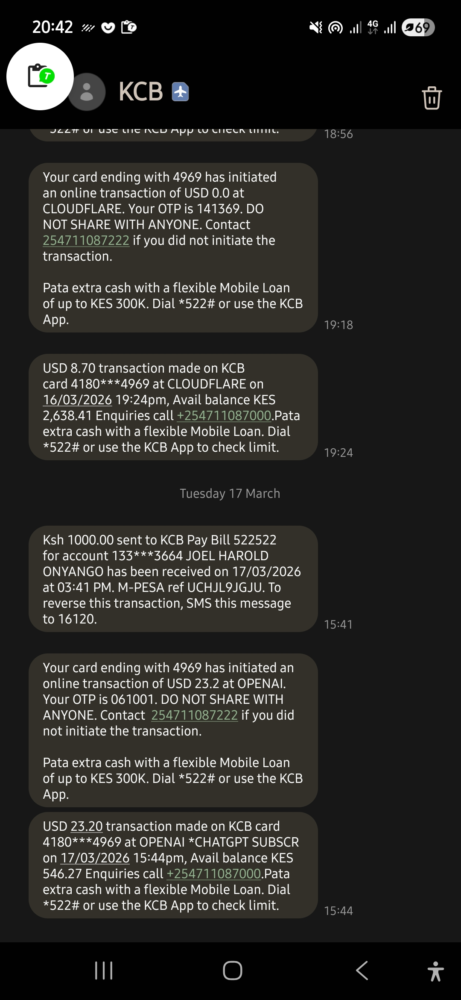 20:42
4G
69
T
KCB
*522# or use the KCB App to check limit.
18:56
Your card ending with 4969 has initiated
an online transaction of USD 0.0 at
CLOUDFLARE. Your OTP is 141369. DO
NOT SHARE WITH ANYONE. Contact
254711087222 if you did not initiate the
transaction.
Pata extra cash with a flexible Mobile Loan
of up to KES 300K. Dial *522# or use the KCB
App.
19:18
USD 8.70 transaction made on KCB
card 4180***4969 at CLOUDFLARE on
16/03/2026 19:24pm, Avail balance KES
2,638.41 Enquiries call +254711087000.Pata
extra cash with a flexible Mobile Loan. Dial
*522# or use the KCB App to check limit.
19:24
Tuesday 17 March
Ksh 1000.00 sent to KCB Pay Bill 522522
for account 133***3664 JOEL HAROLD
ONYANGO has been received on 17/03/2026
at 03:41 PM. M-PESA ref UCHJL9JGJU. To
reverse this transaction, SMS this message
to 16120.
15:41
Your card ending with 4969 has initiated an
online transaction of USD 23.2 at OPENAI.
Your OTP is 061001. DO NOT SHARE WITH
ANYONE. Contact  254711087222 if you did
not initiate the transaction.
Pata extra cash with a flexible Mobile Loan
of up to KES 300K. Dial *522# or use the KCB
App.
USD 23.20 transaction made on KCB card
4180***4969 at OPENAI *CHATGPT SUBSCR
on 17/03/2026 15:44pm, Avail balance KES
546.27 Enquiries call +254711087000.Pata
extra cash with a flexible Mobile Loan. Dial
*522# or use the KCB App to check limit.
15:44